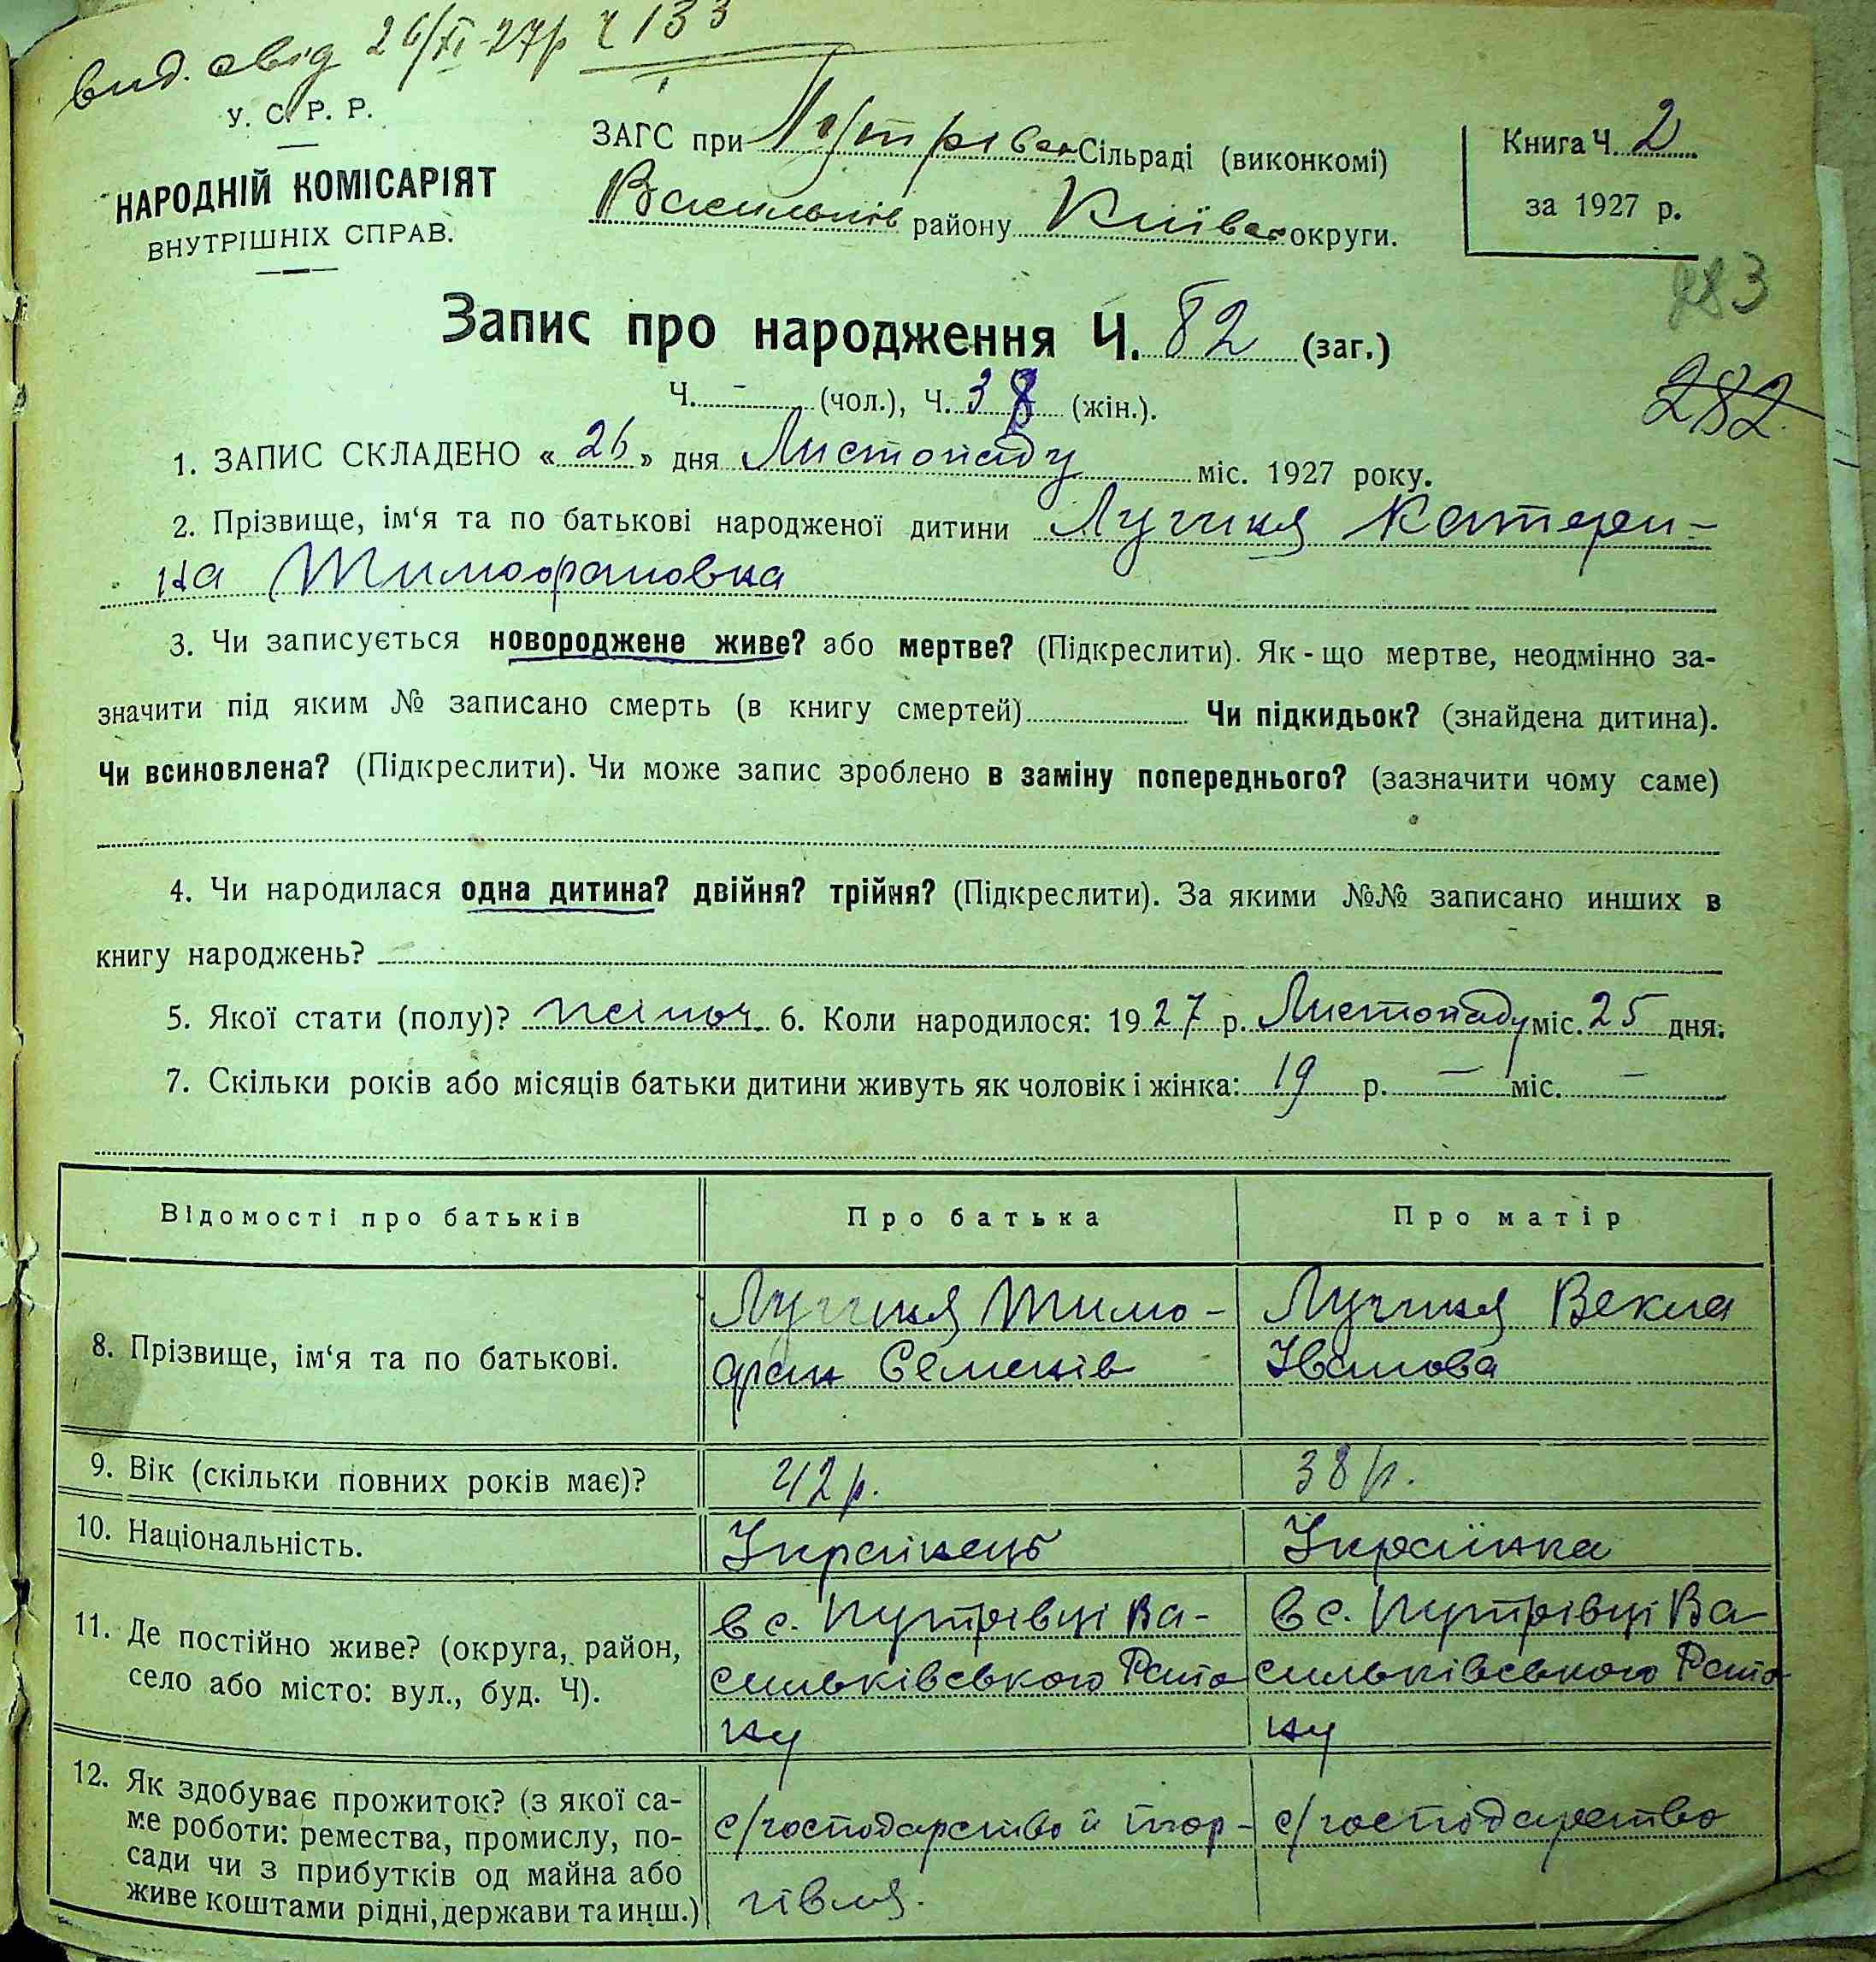 вид. свід 26/XI-27р Ч 133
У. С. Р. Р.
НАРОДНІЙ КОМІСАРІЯТ
ВНУТРІШНІХ СПРАВ.
ЗАГС при Путрівськ Сільраді (виконкомі)
Васильків району Київськ округи.
Книга Ч. 2
за 1927 р.
283
282
Запис про народження Ч. 82 (заг.)
Ч. - (чол.), Ч. 38 (жін.).
1. ЗАПИС СКЛАДЕНО «26» дня Листопаду міс. 1927 року.
2. Прізвище, ім‘я та по батькові народженої дитини Лучина Катери-
на Тимофановна
3. Чи записується новороджене живе? або мертве? (Підкреслити). Як-що мертве, неодмінно за-
значити під яким № записано смерть (в книгу смертей) Чи підкидьок? (знайдена дитина).
Чи всиновлена? (Підкреслити). Чи може запис зроблено в заміну попереднього? (зазначити чому саме)
4. Чи народилася одна дитина? двійня? трійня? (Підкреслити). За якими №№ записано инших в
книгу народжень?
5. Якої стати (полу)? жіноч. 6. Коли народилося: 1927 р. Листопаду міс. 25 дня.
7. Скільки років або місяців батьки дитини живуть як чоловік і жінка: 19 р. — міс. —
Відомості про батьків Про батька Про матір
8. Прізвище, ім‘я та по батькові.
Лучина Тимо-
фан Семенів
Лучина Векла
Іванова
9. Вік (скільки повних років має)? 42 р. 38 р.
10. Національність. Українець Українка
11. Де постійно живе? (округа, район,
село або місто: вул., буд. Ч).
в с. Путрівці Ва-
сильківського Райо
ну
в с. Путрівці Ва-
сильківського Райо
ну
12. Як здобуває прожиток? (з якої са-
ме роботи: ремества, промислу, по-
сади чи з прибутків од майна або
живе коштами рідні, держави та инш.)
с/господарство й тор-
гівля.
с/господарство